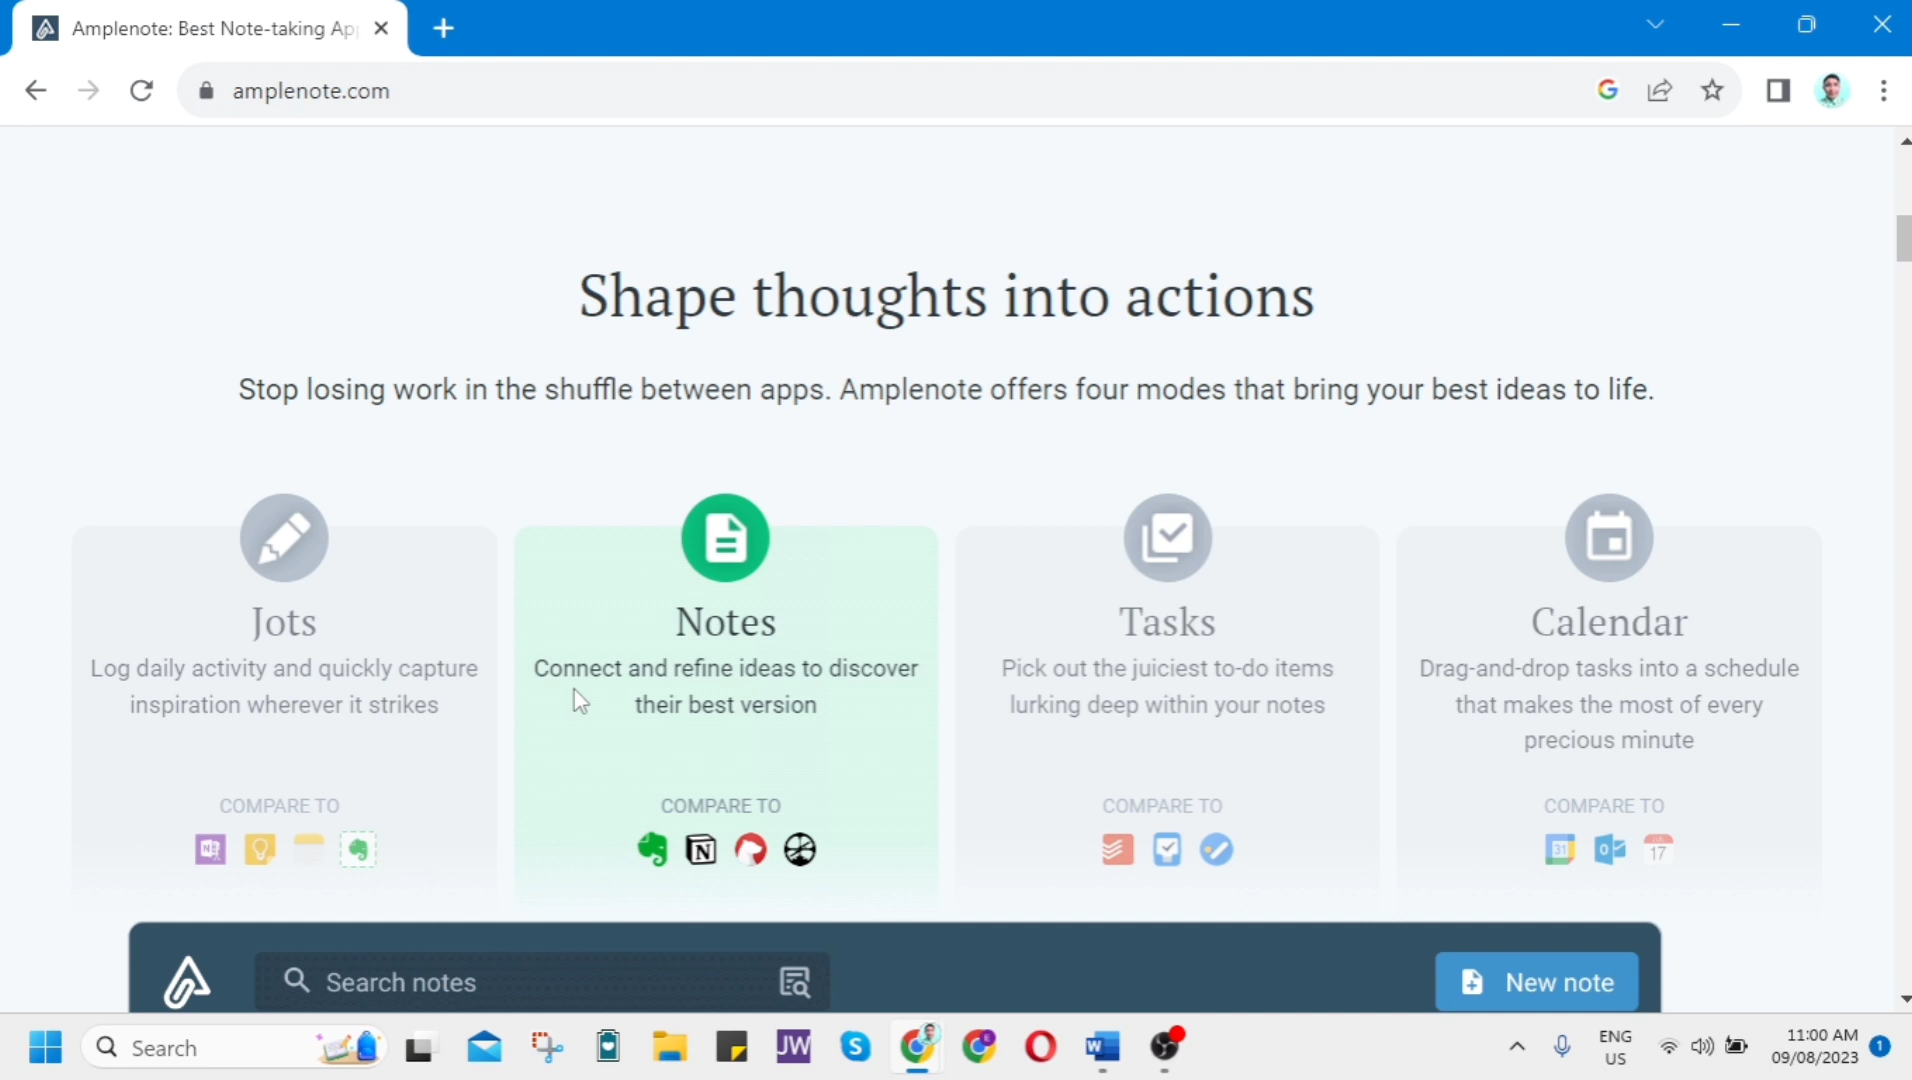 Amplenote: Best Note-taking Ap
amplenote.com
Shape thoughts into actions
Stop losing work in the shuffle between apps. Amplenote offers four modes that bring your best ideas to life.
Jots
Log daily activity and quickly capture
inspiration wherever it strikes
COMPARE TO
Notes
Connect and refine ideas to discover
their best version
COMPARE TO
N
Tasks
Pick out the juiciest to-do items
lurking deep within your notes
COMPARE TO
Calendar
Drag-and-drop tasks into a schedule
that makes the most of every
precious minute
COMPARE TO
31
17
Search notes
New note
Search
JW
S
E
W
ENG
US
11:00 AM
09/08/2023
1